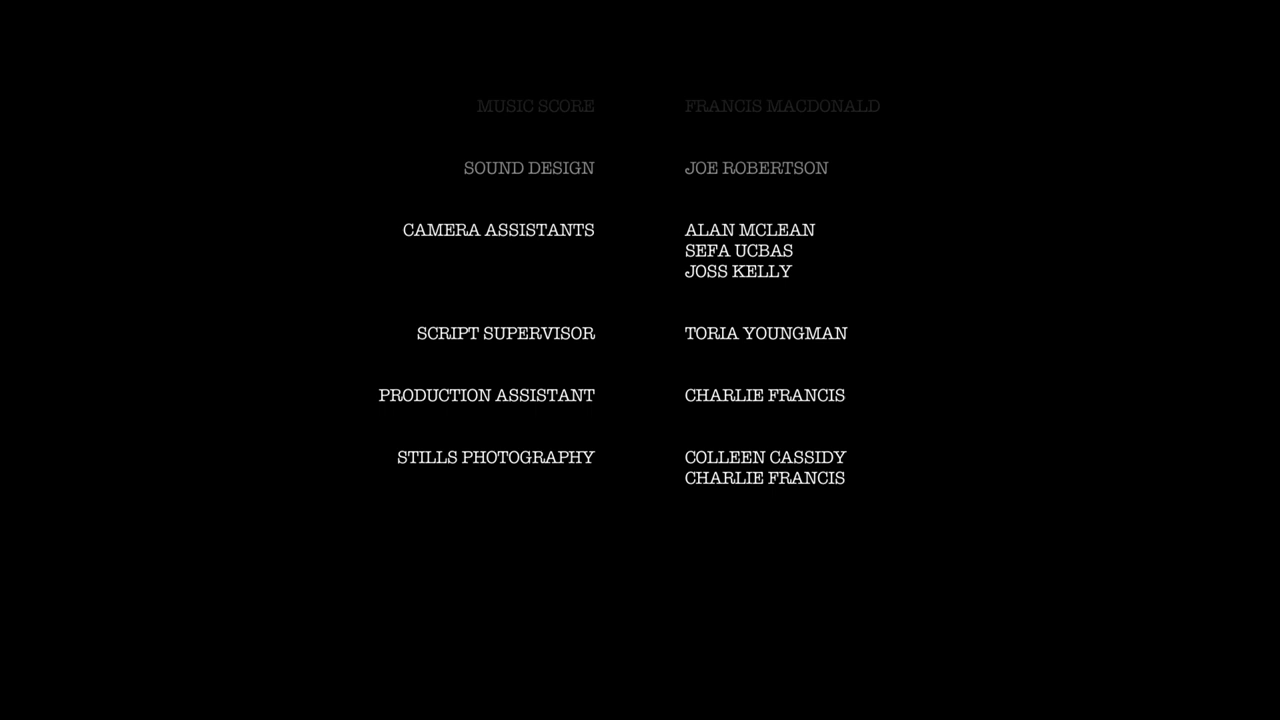 MUSIC SCORE FRANCIS MACDONALD
SOUND DESIGN JOE ROBERTSON
CAMERA ASSISTANTS ALAN MCLEAN
SEFA UCBAS
JOSS KELLY
SCRIPT SUPERVISOR TORIA YOUNGMAN
PRODUCTION ASSISTANT CHARLIE FRANCIS
STILLS PHOTOGRAPHY COLLEEN CASSIDY
CHARLIE FRANCIS